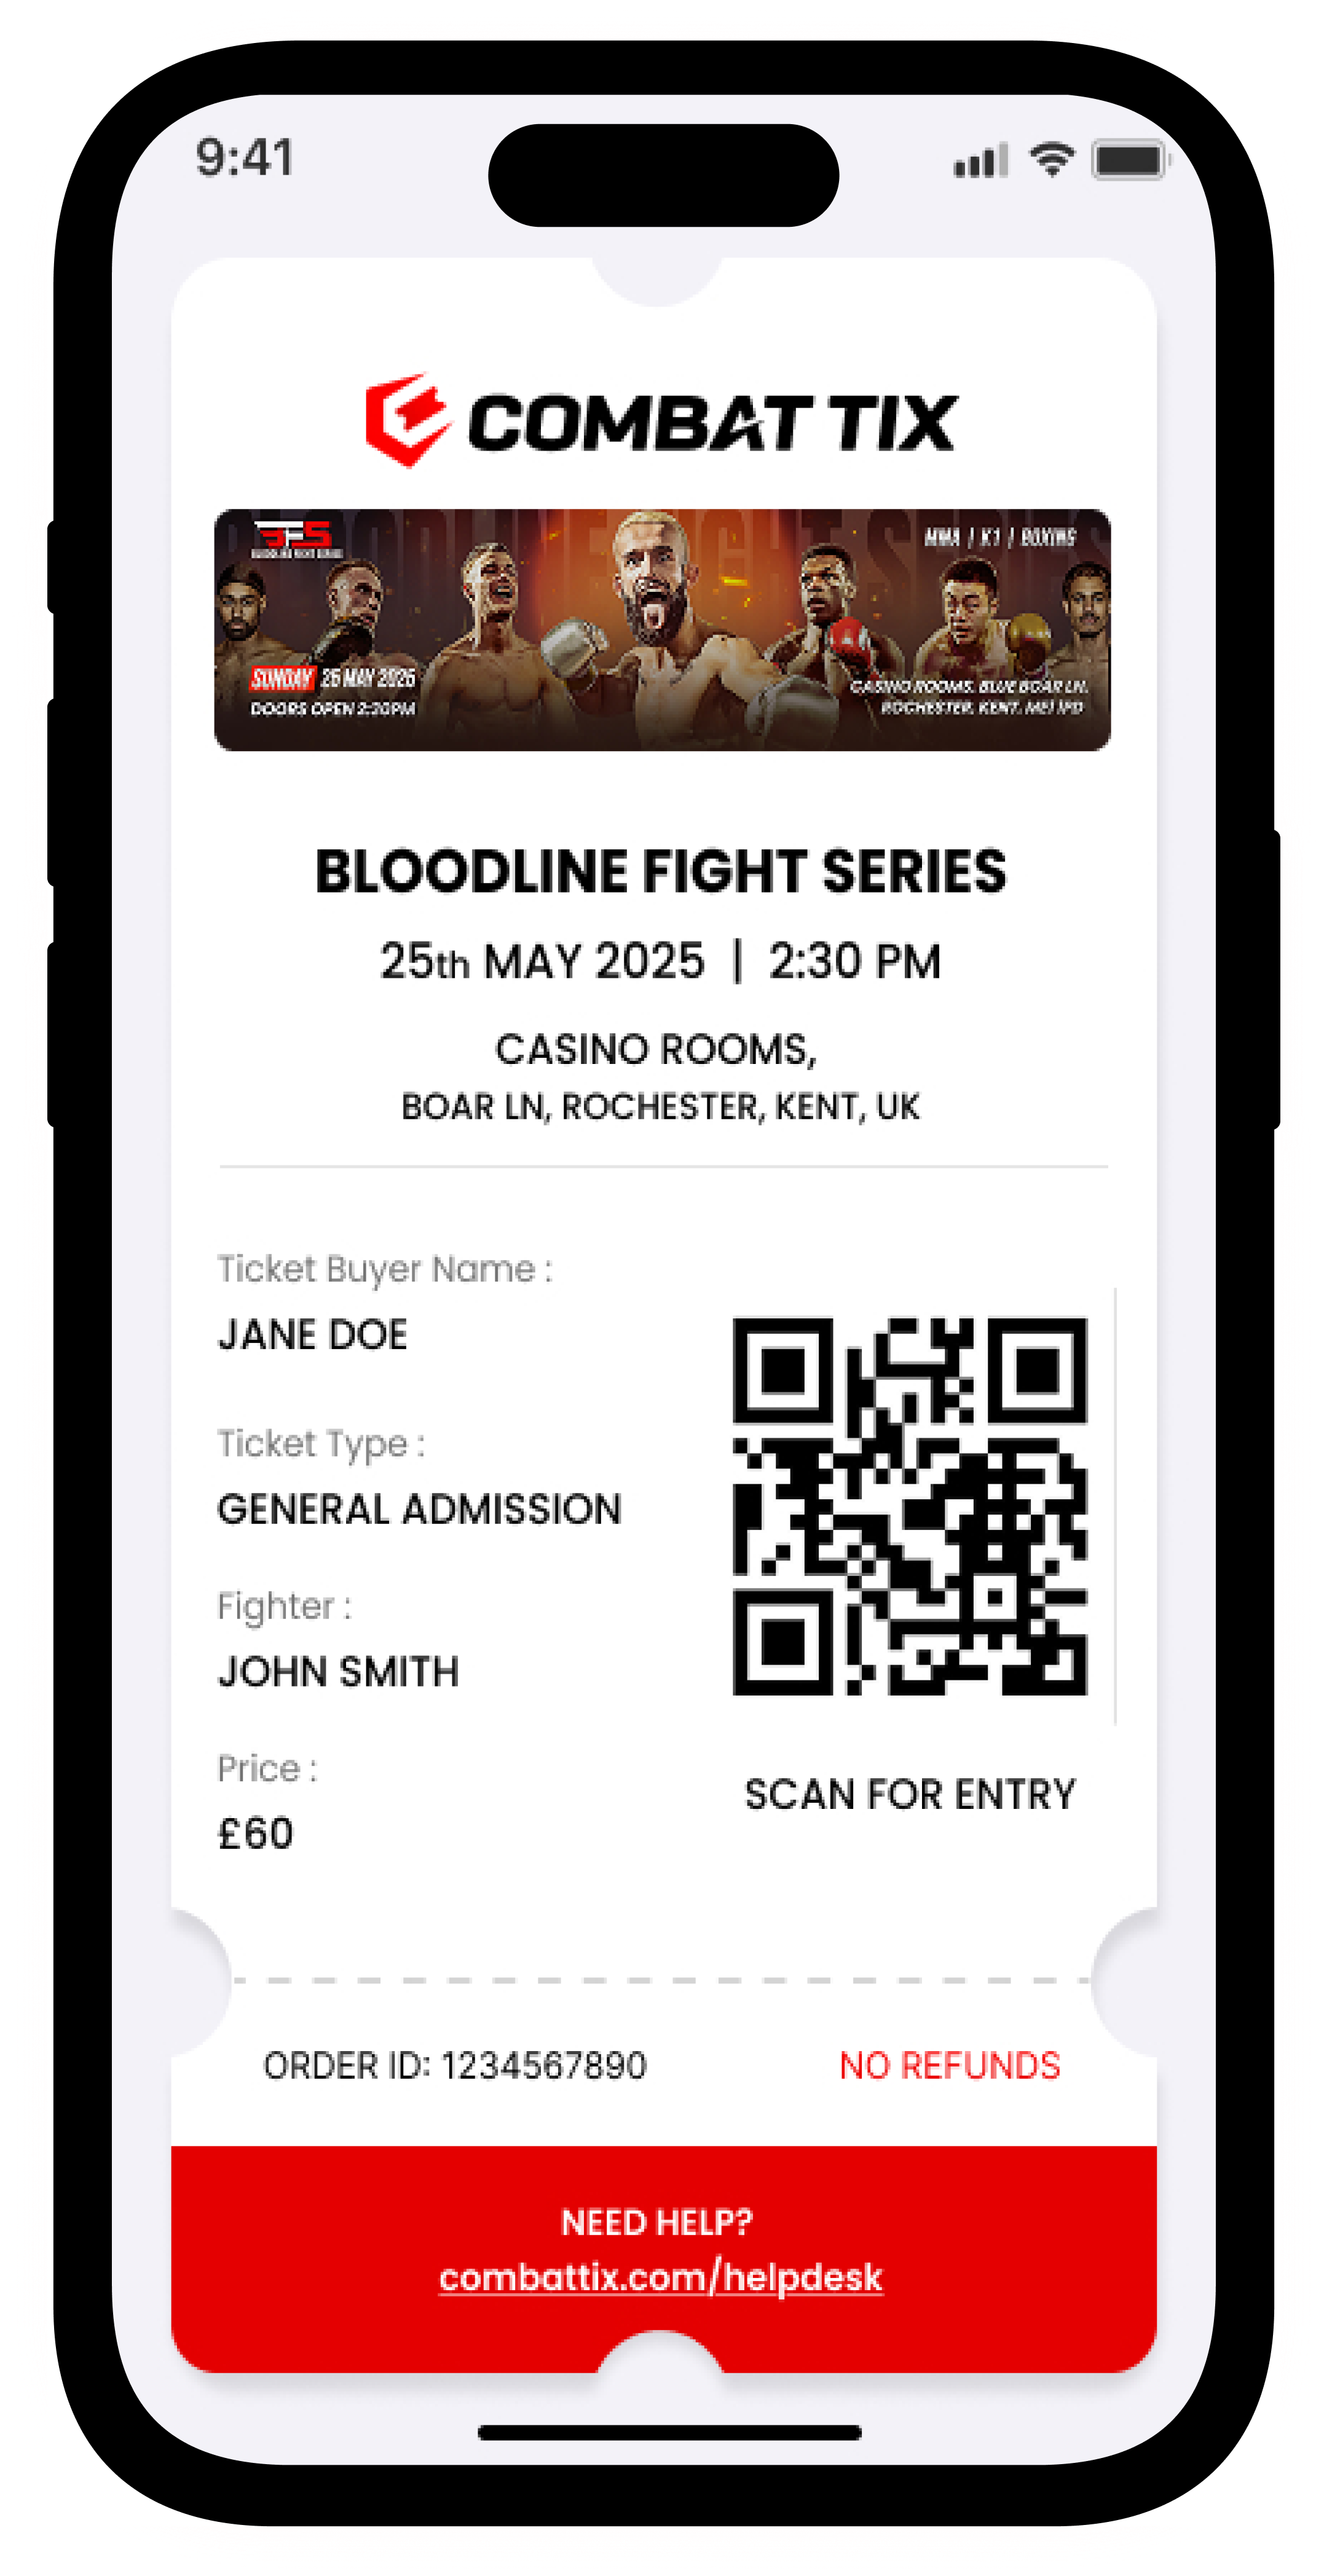 9:41
COMBAT TIX
BFS
MMA | K1 | BOXING
SUNDAY 25 MAY 2025
DOORS OPEN 2:30PM
CASINO ROOMS, BLUE BOAR LN,
ROCHESTER, KENT, ME1 1PD
BLOODLINE FIGHT SERIES
25th MAY 2025 | 2:30 PM
CASINO ROOMS,
BOAR LN, ROCHESTER, KENT, UK
Ticket Buyer Name :
JANE DOE
Ticket Type :
GENERAL ADMISSION
Fighter :
JOHN SMITH
Price :
£60
SCAN FOR ENTRY
ORDER ID: 1234567890
NO REFUNDS
NEED HELP?
combattix.com/helpdesk